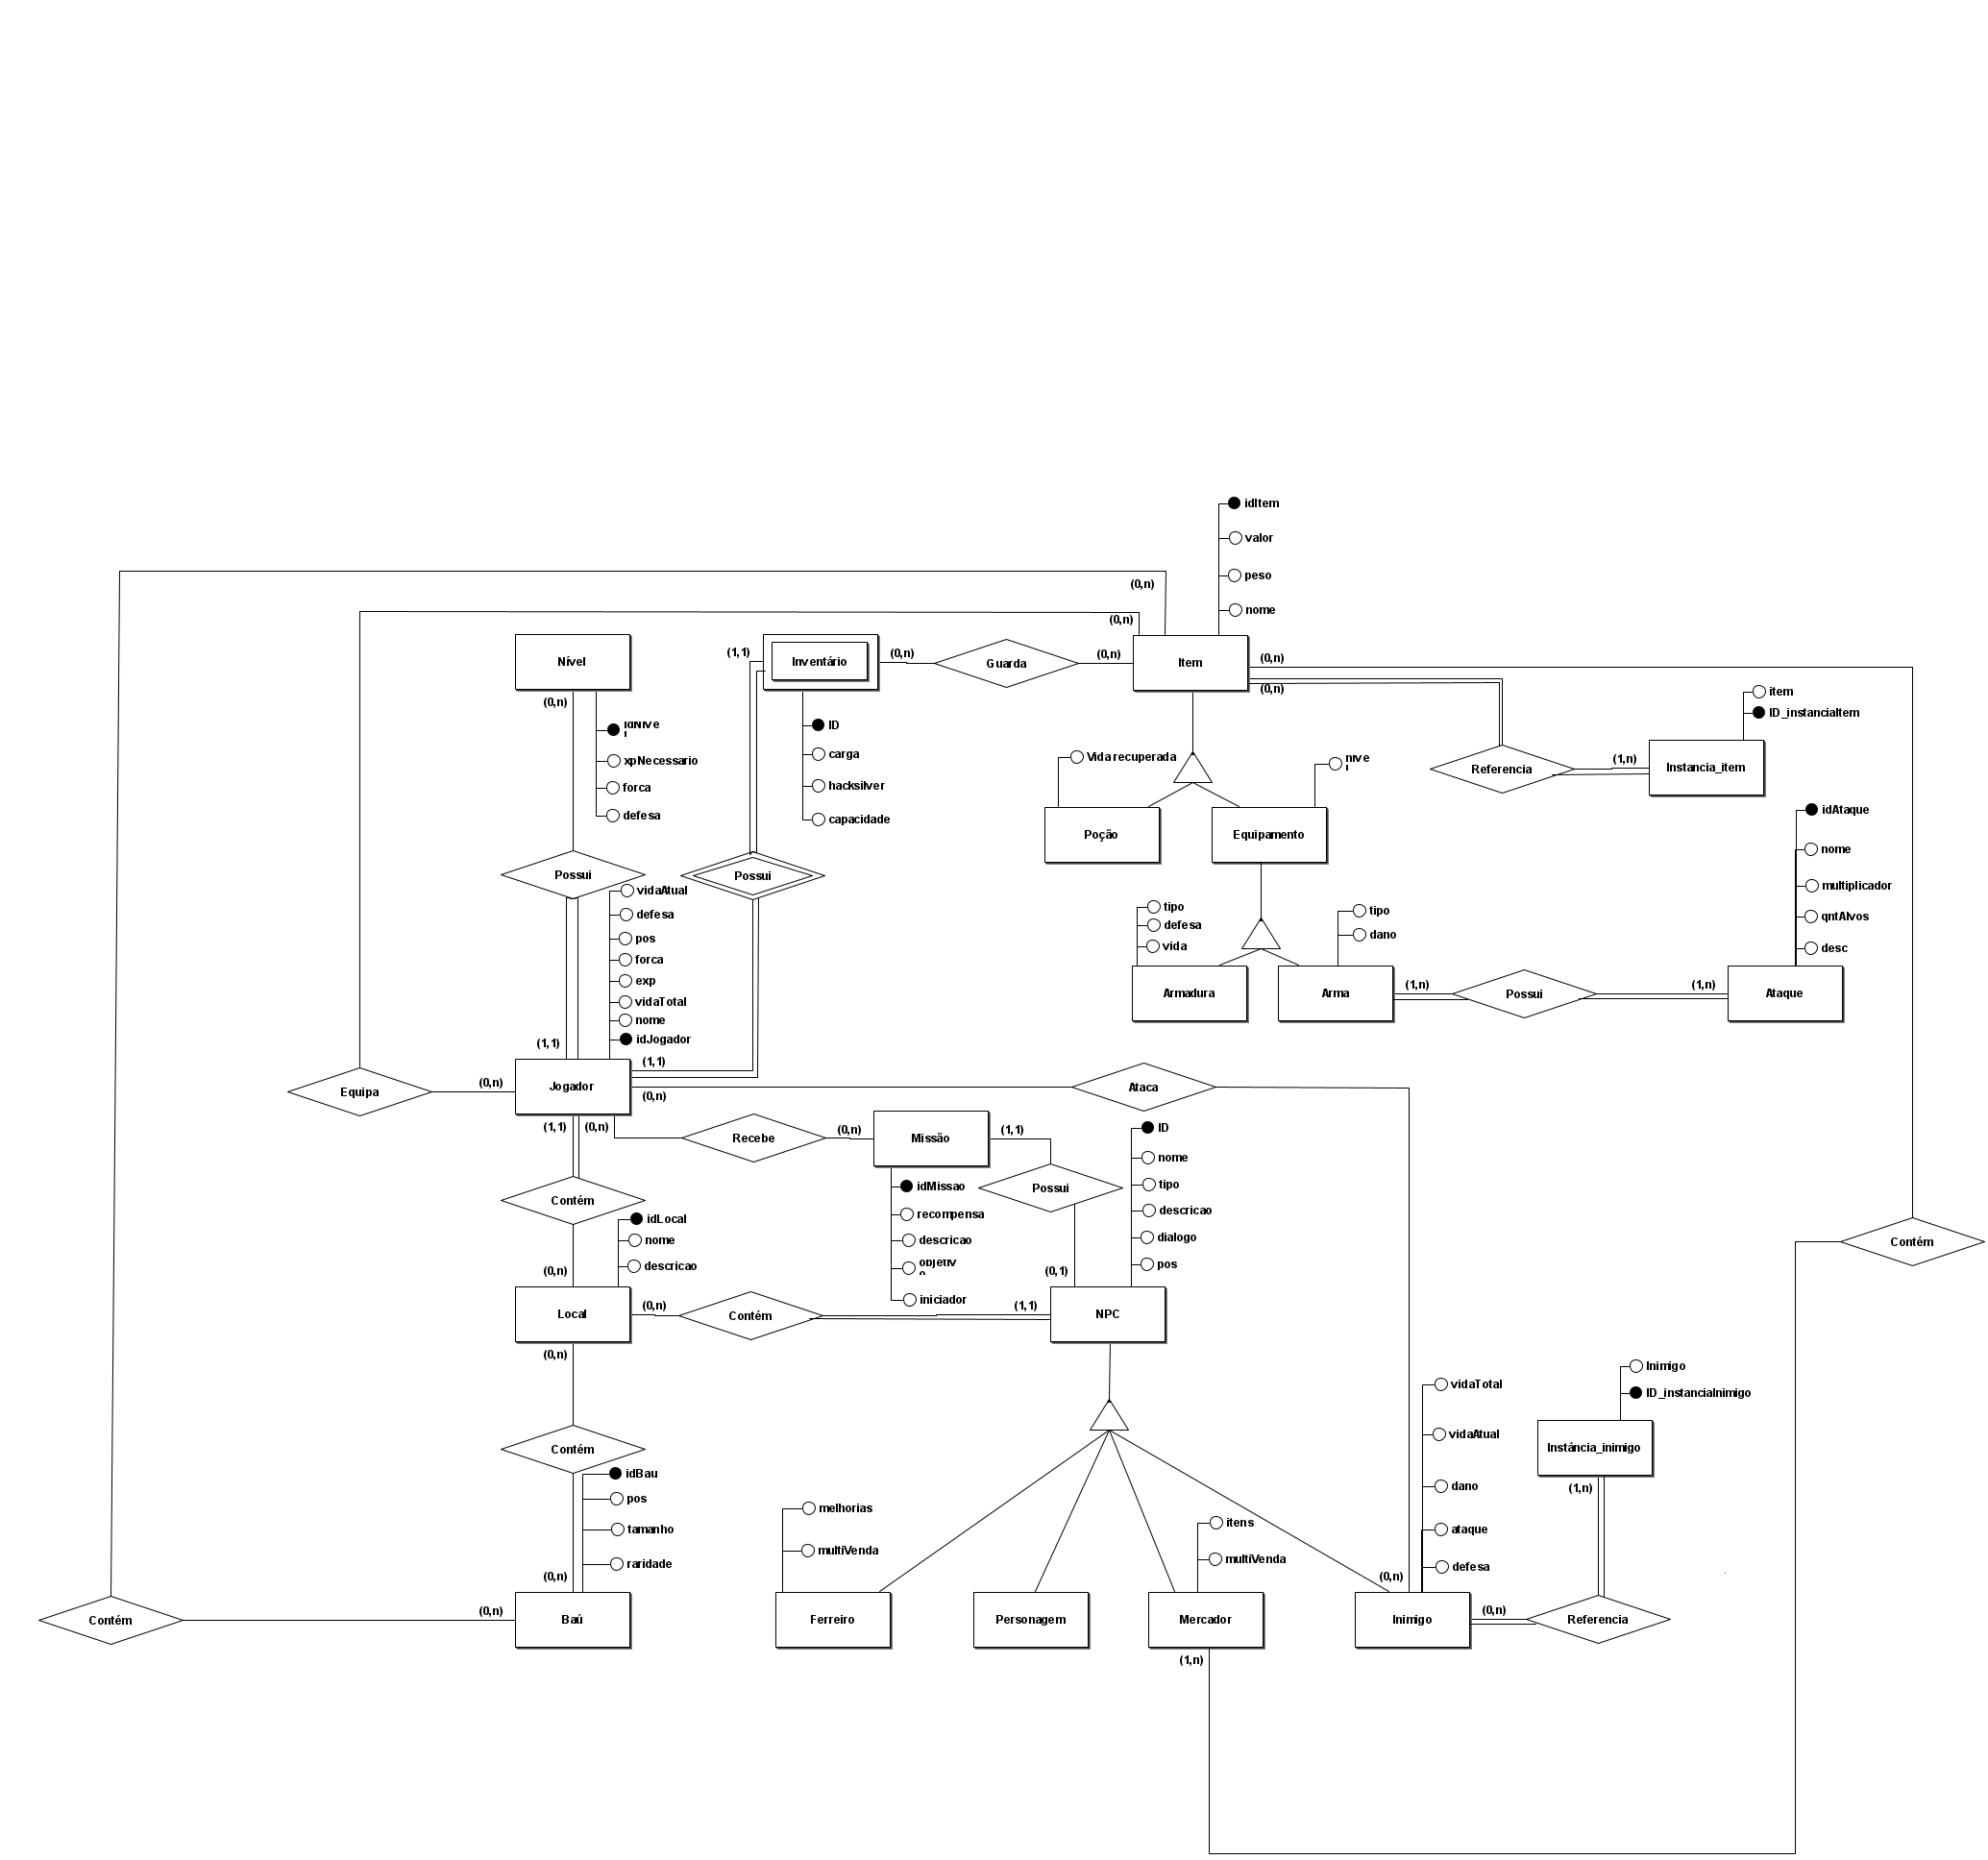 idItem
valor
peso
nome
(0,n)
(0,n)
Nível
(1,1)
Inventário
(0,n)
Guarda
(0,n)
Item
(0,n)
(0,n)
(0,n)
item
ID_instanciaItem
xpNecessario
forca
defesa
ID
carga
hacksilver
capacidade
Vida recuperada
Referencia
(1,n)
Instancia_item
Poção
Equipamento
idAtaque
nome
multiplicador
qntAlvos
desc
Possui
Possui
vidaAtual
defesa
pos
forca
exp
vidaTotal
nome
idJogador
tipo
defesa
vida
tipo
dano
Armadura
Arma
(1,n)
Possui
(1,n)
Ataque
(1,1)
(1,1)
Equipa
(0,n)
Jogador
(0,n)
Ataca
(1,1)
(0,n)
Recebe
(0,n)
Missão
(1,1)
ID
nome
tipo
descricao
dialogo
pos
Possui
idMissao
recompensa
descricao
iniciador
Contém
idLocal
nome
descricao
(0,n)
(0,1)
Contém
Local
(0,n)
Contém
(1,1)
NPC
(0,n)
Contém
idBau
pos
tamanho
raridade
(0,n)
vidaTotal
vidaAtual
dano
ataque
defesa
Inimigo
ID_instanciaInimigo
Instância_inimigo
(1,n)
melhorias
multiVenda
itens
multiVenda
(0,n)
Contém
(0,n)
Baú
Ferreiro
Personagem
Mercador
Inimigo
(0,n)
Referencia
(1,n)